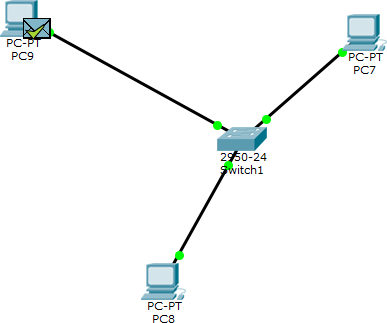 PC-PT
PC9
PC-PT
PC7
2950-24
Switch1
PC-PT
PC8